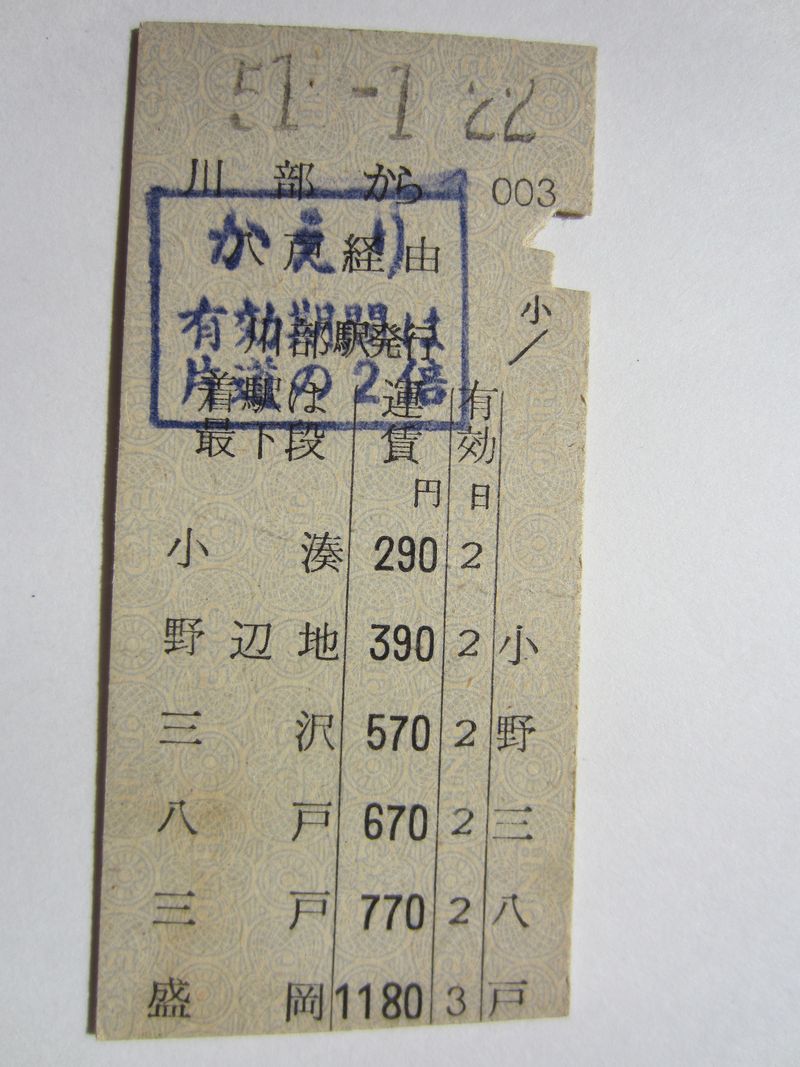 51.-1.22
川部から 003
かえり
八戸経由
有効期間は
川部駅発行
片道の2倍
小
着駅は 運 有
最下段 賃 効
円 日
小湊 290 2
野辺地 390 2 小
三沢 570 2 野
八戸 670 2 三
三戸 770 2 八
盛岡 1180 3 戸